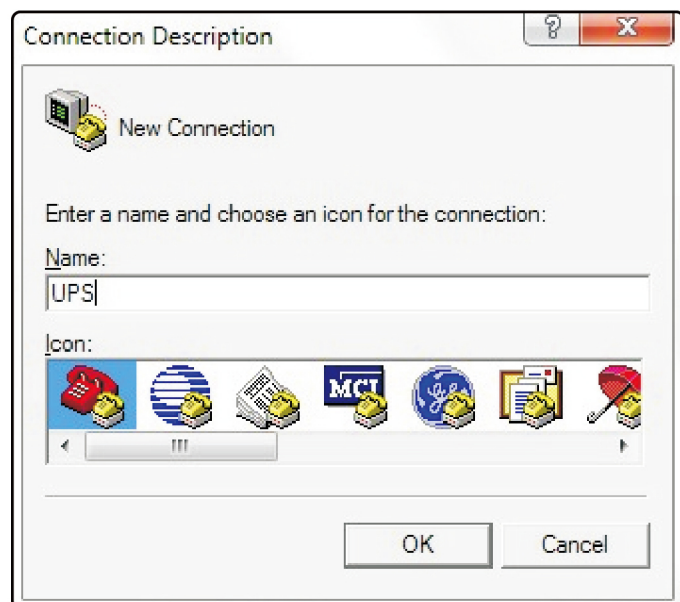 Connection Description
New Connection
Enter a name and choose an icon for the connection:
Name:
UPS
Icon:
MCI
OK
Cancel